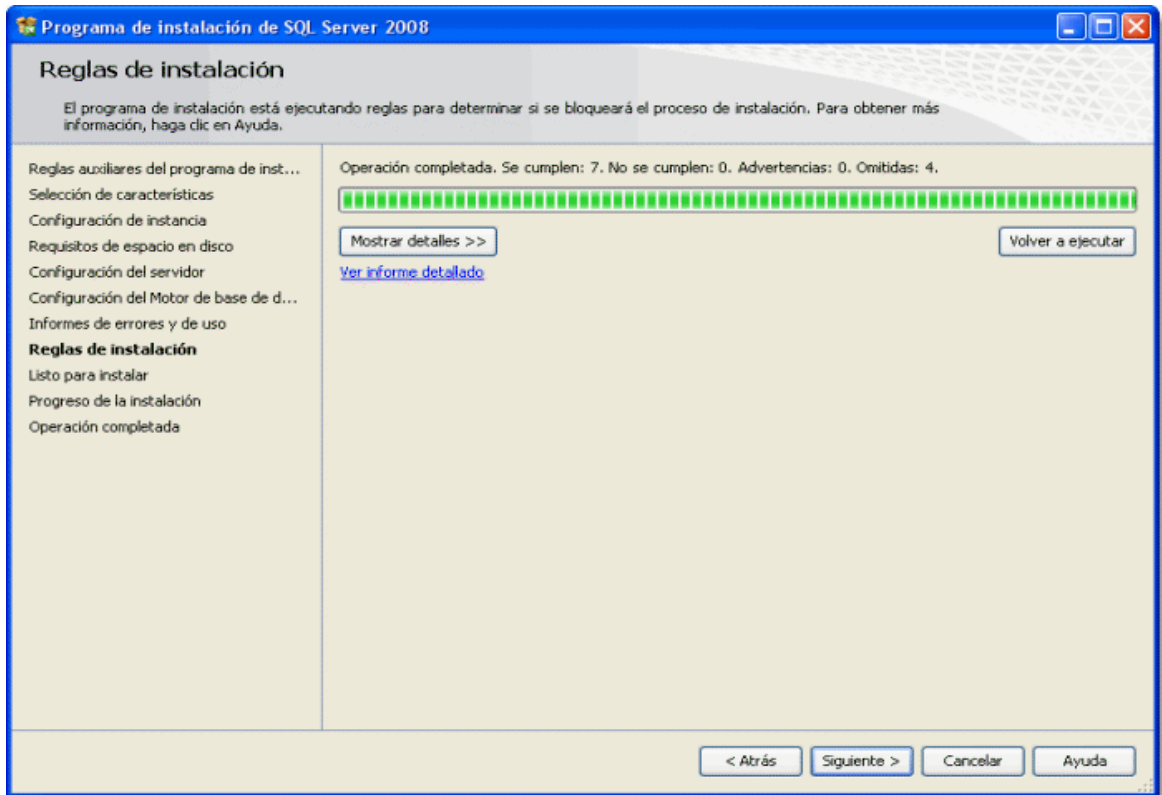 Programa de instalación de SQL Server 2008
Reglas de instalación
El programa de instalación está ejecutando reglas para determinar si se bloqueará el proceso de instalación. Para obtener más
información, haga clic en Ayuda.
Reglas auxiliares del programa de inst...
Selección de características
Configuración de instancia
Requisitos de espacio en disco
Configuración del servidor
Configuración del Motor de base de d...
Informes de errores y de uso
Reglas de instalación
Listo para instalar
Progreso de la instalación
Operación completada
Operación completada. Se cumplen: 7. No se cumplen: 0. Advertencias: 0. Omitidas: 4.
Mostrar detalles >>
Volver a ejecutar
Ver informe detallado
< Atrás
Siguiente >
Cancelar
Ayuda